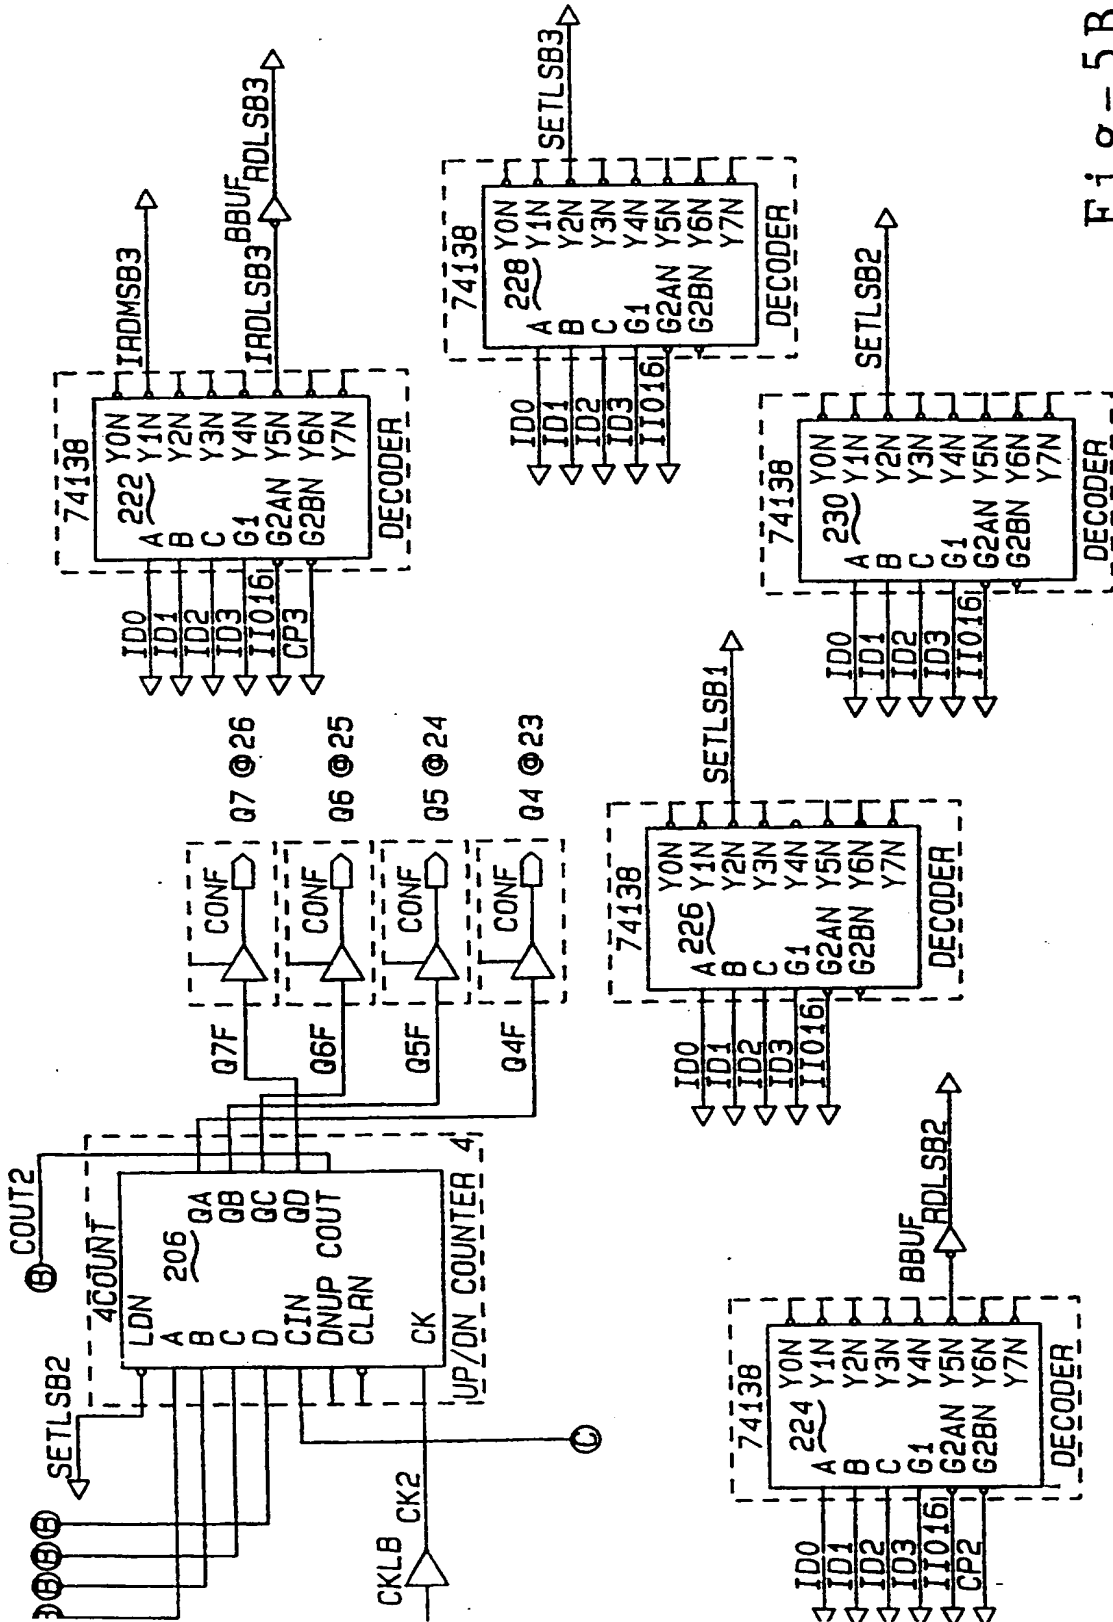 COUT2
B
SETLSB2
B B B
4COUNT
206
LDN
A QA
B QB
C QC
D QD
CIN COUT
DNUP
CLRN
CK
UP/DN COUNTER 4
CKLB CK2
C
Q7F CONF Q7 @26
Q6F CONF Q6 @25
Q5F CONF Q5 @24
Q4F CONF Q4 @23
74138
222
ID0 A Y0N
ID1 B Y1N IRDMSB3
ID2 C Y2N
ID3 G1 Y3N
IIO16 G2AN Y4N
CP3 G2BN Y5N IRDLSB3 BBUF RDLSB3
Y6N
Y7N
DECODER
74138
228
ID0 A Y0N
ID1 B Y1N
ID2 C Y2N SETLSB3
ID3 G1 Y3N
IIO16 G2AN Y4N
G2BN Y5N
Y6N
Y7N
DECODER
74138
224
ID0 A Y0N
ID1 B Y1N
ID2 C Y2N
ID3 G1 Y3N
IIO16 G2AN Y4N
CP2 G2BN Y5N BBUF RDLSB2
Y6N
Y7N
DECODER
74138
226
ID0 A Y0N
ID1 B Y1N
ID2 C Y2N SETLSB1
ID3 G1 Y3N
IIO16 G2AN Y4N
G2BN Y5N
Y6N
Y7N
DECODER
74138
230
ID0 A Y0N
ID1 B Y1N
ID2 C Y2N SETLSB2
ID3 G1 Y3N
IIO16 G2AN Y4N
G2BN Y5N
Y6N
Y7N
DECODER
Fig-5B